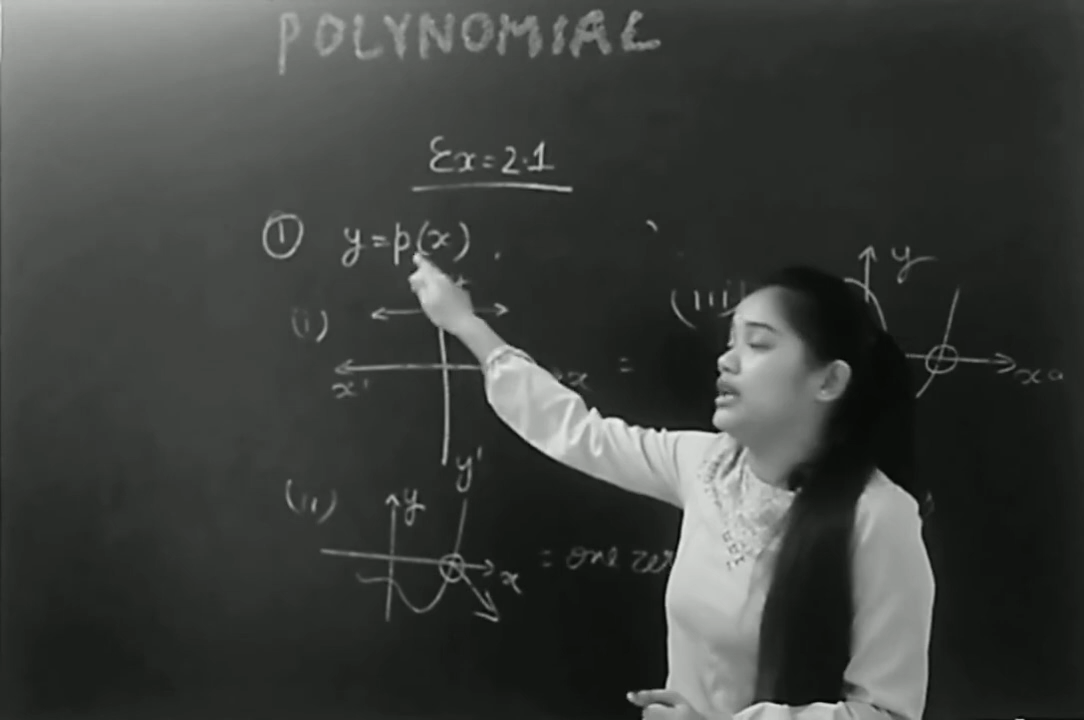 POLYNOMIAL
Ex=2.1
① y=p(x).
(i)
x'
x
=
y'
(ii)
y
x
= one
(iii)
y
x